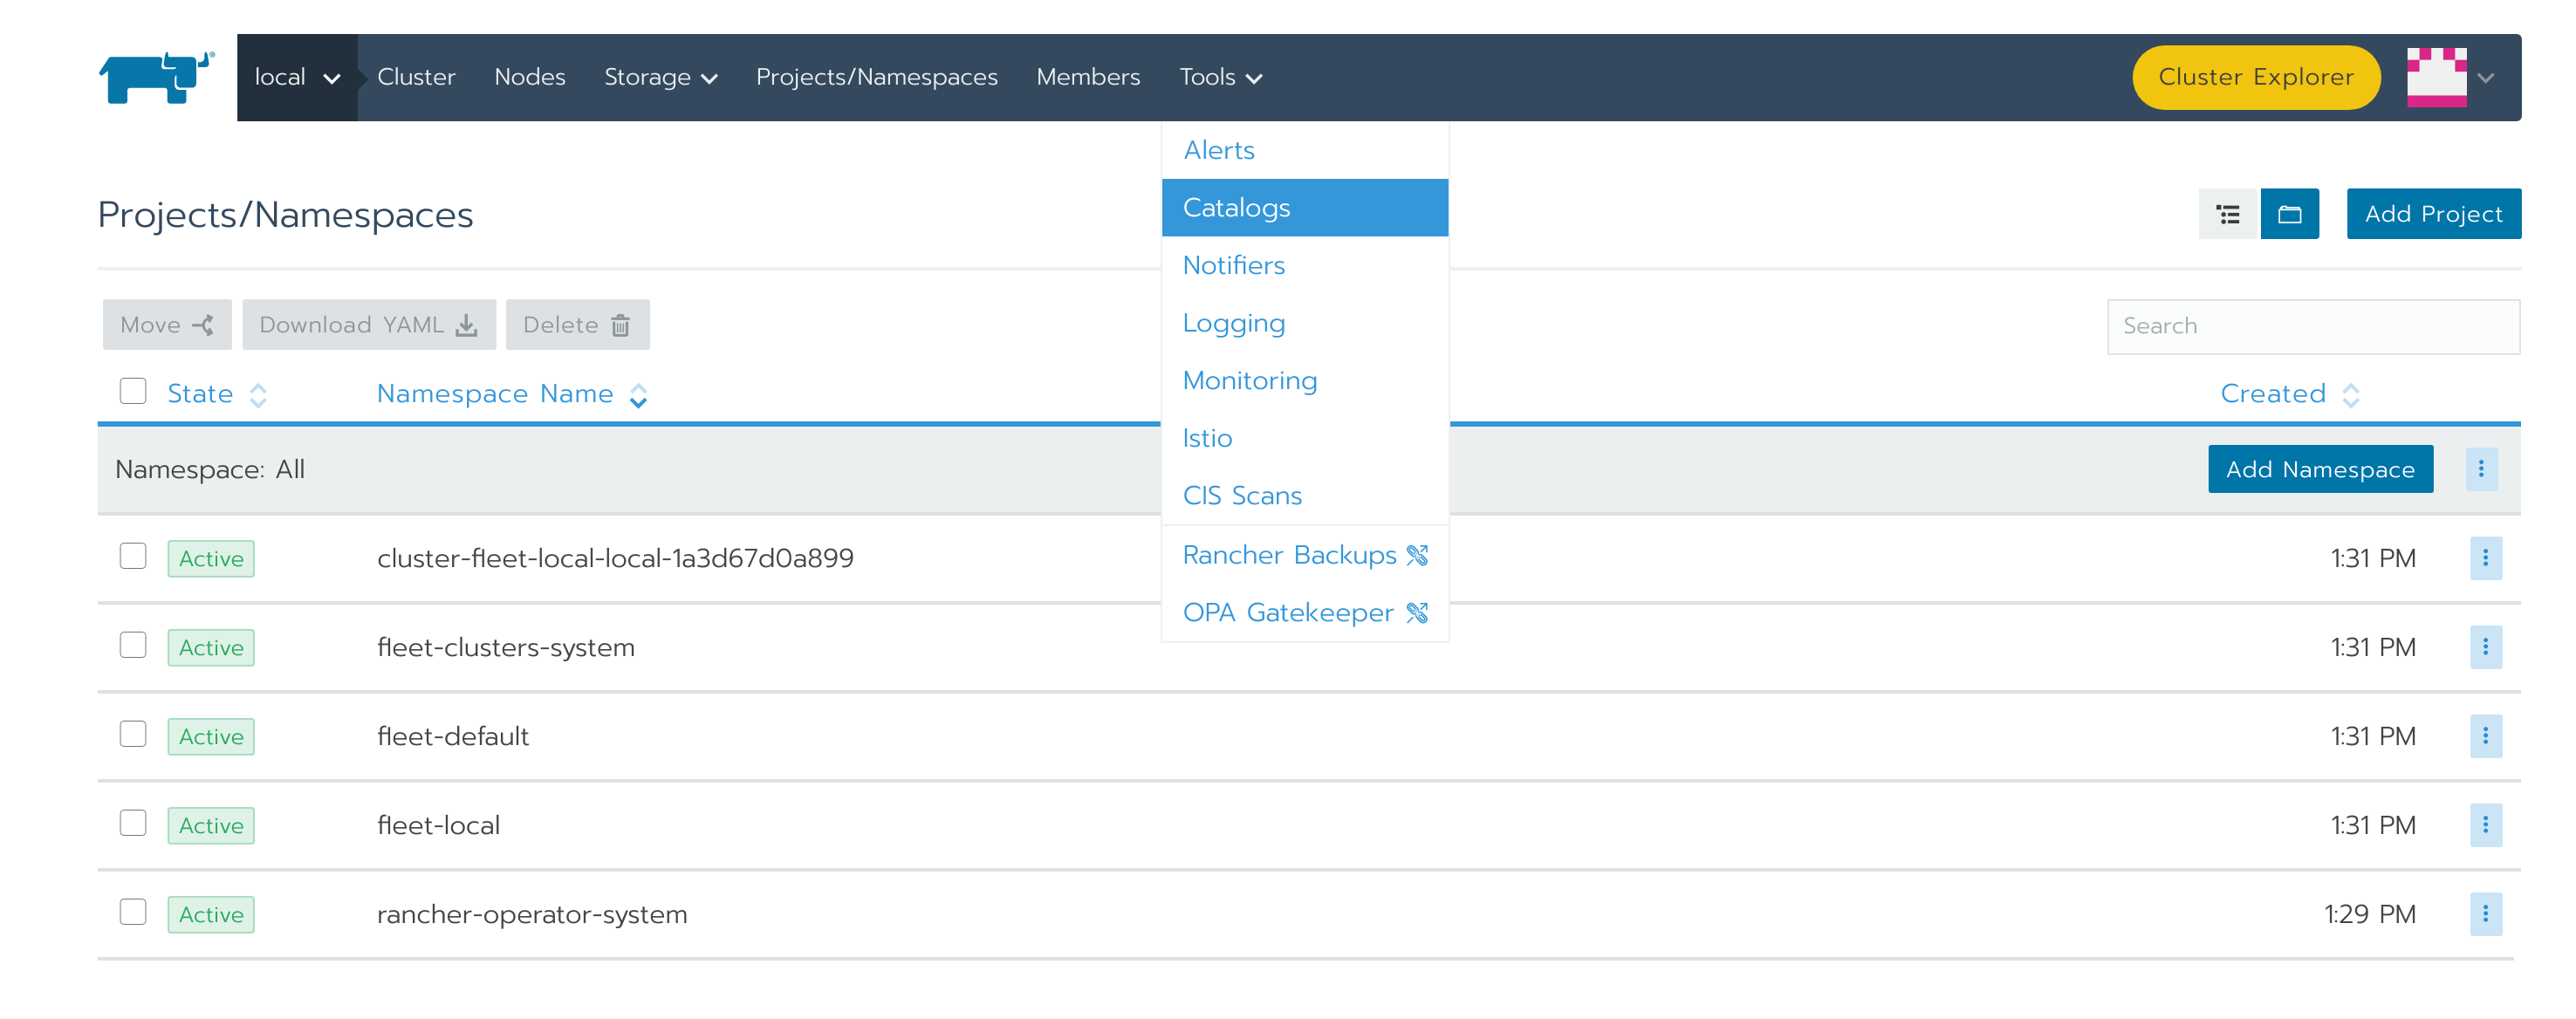 local Cluster Nodes Storage Projects/Namespaces Members Tools Cluster Explorer
Alerts
Catalogs
Notifiers
Logging
Monitoring
Istio
CIS Scans
Rancher Backups
OPA Gatekeeper
Projects/Namespaces Add Project
Move Download YAML Delete Search
State Namespace Name Created
Namespace: All Add Namespace
Active cluster-fleet-local-local-1a3d67d0a899 1:31 PM
Active fleet-clusters-system 1:31 PM
Active fleet-default 1:31 PM
Active fleet-local 1:31 PM
Active rancher-operator-system 1:29 PM